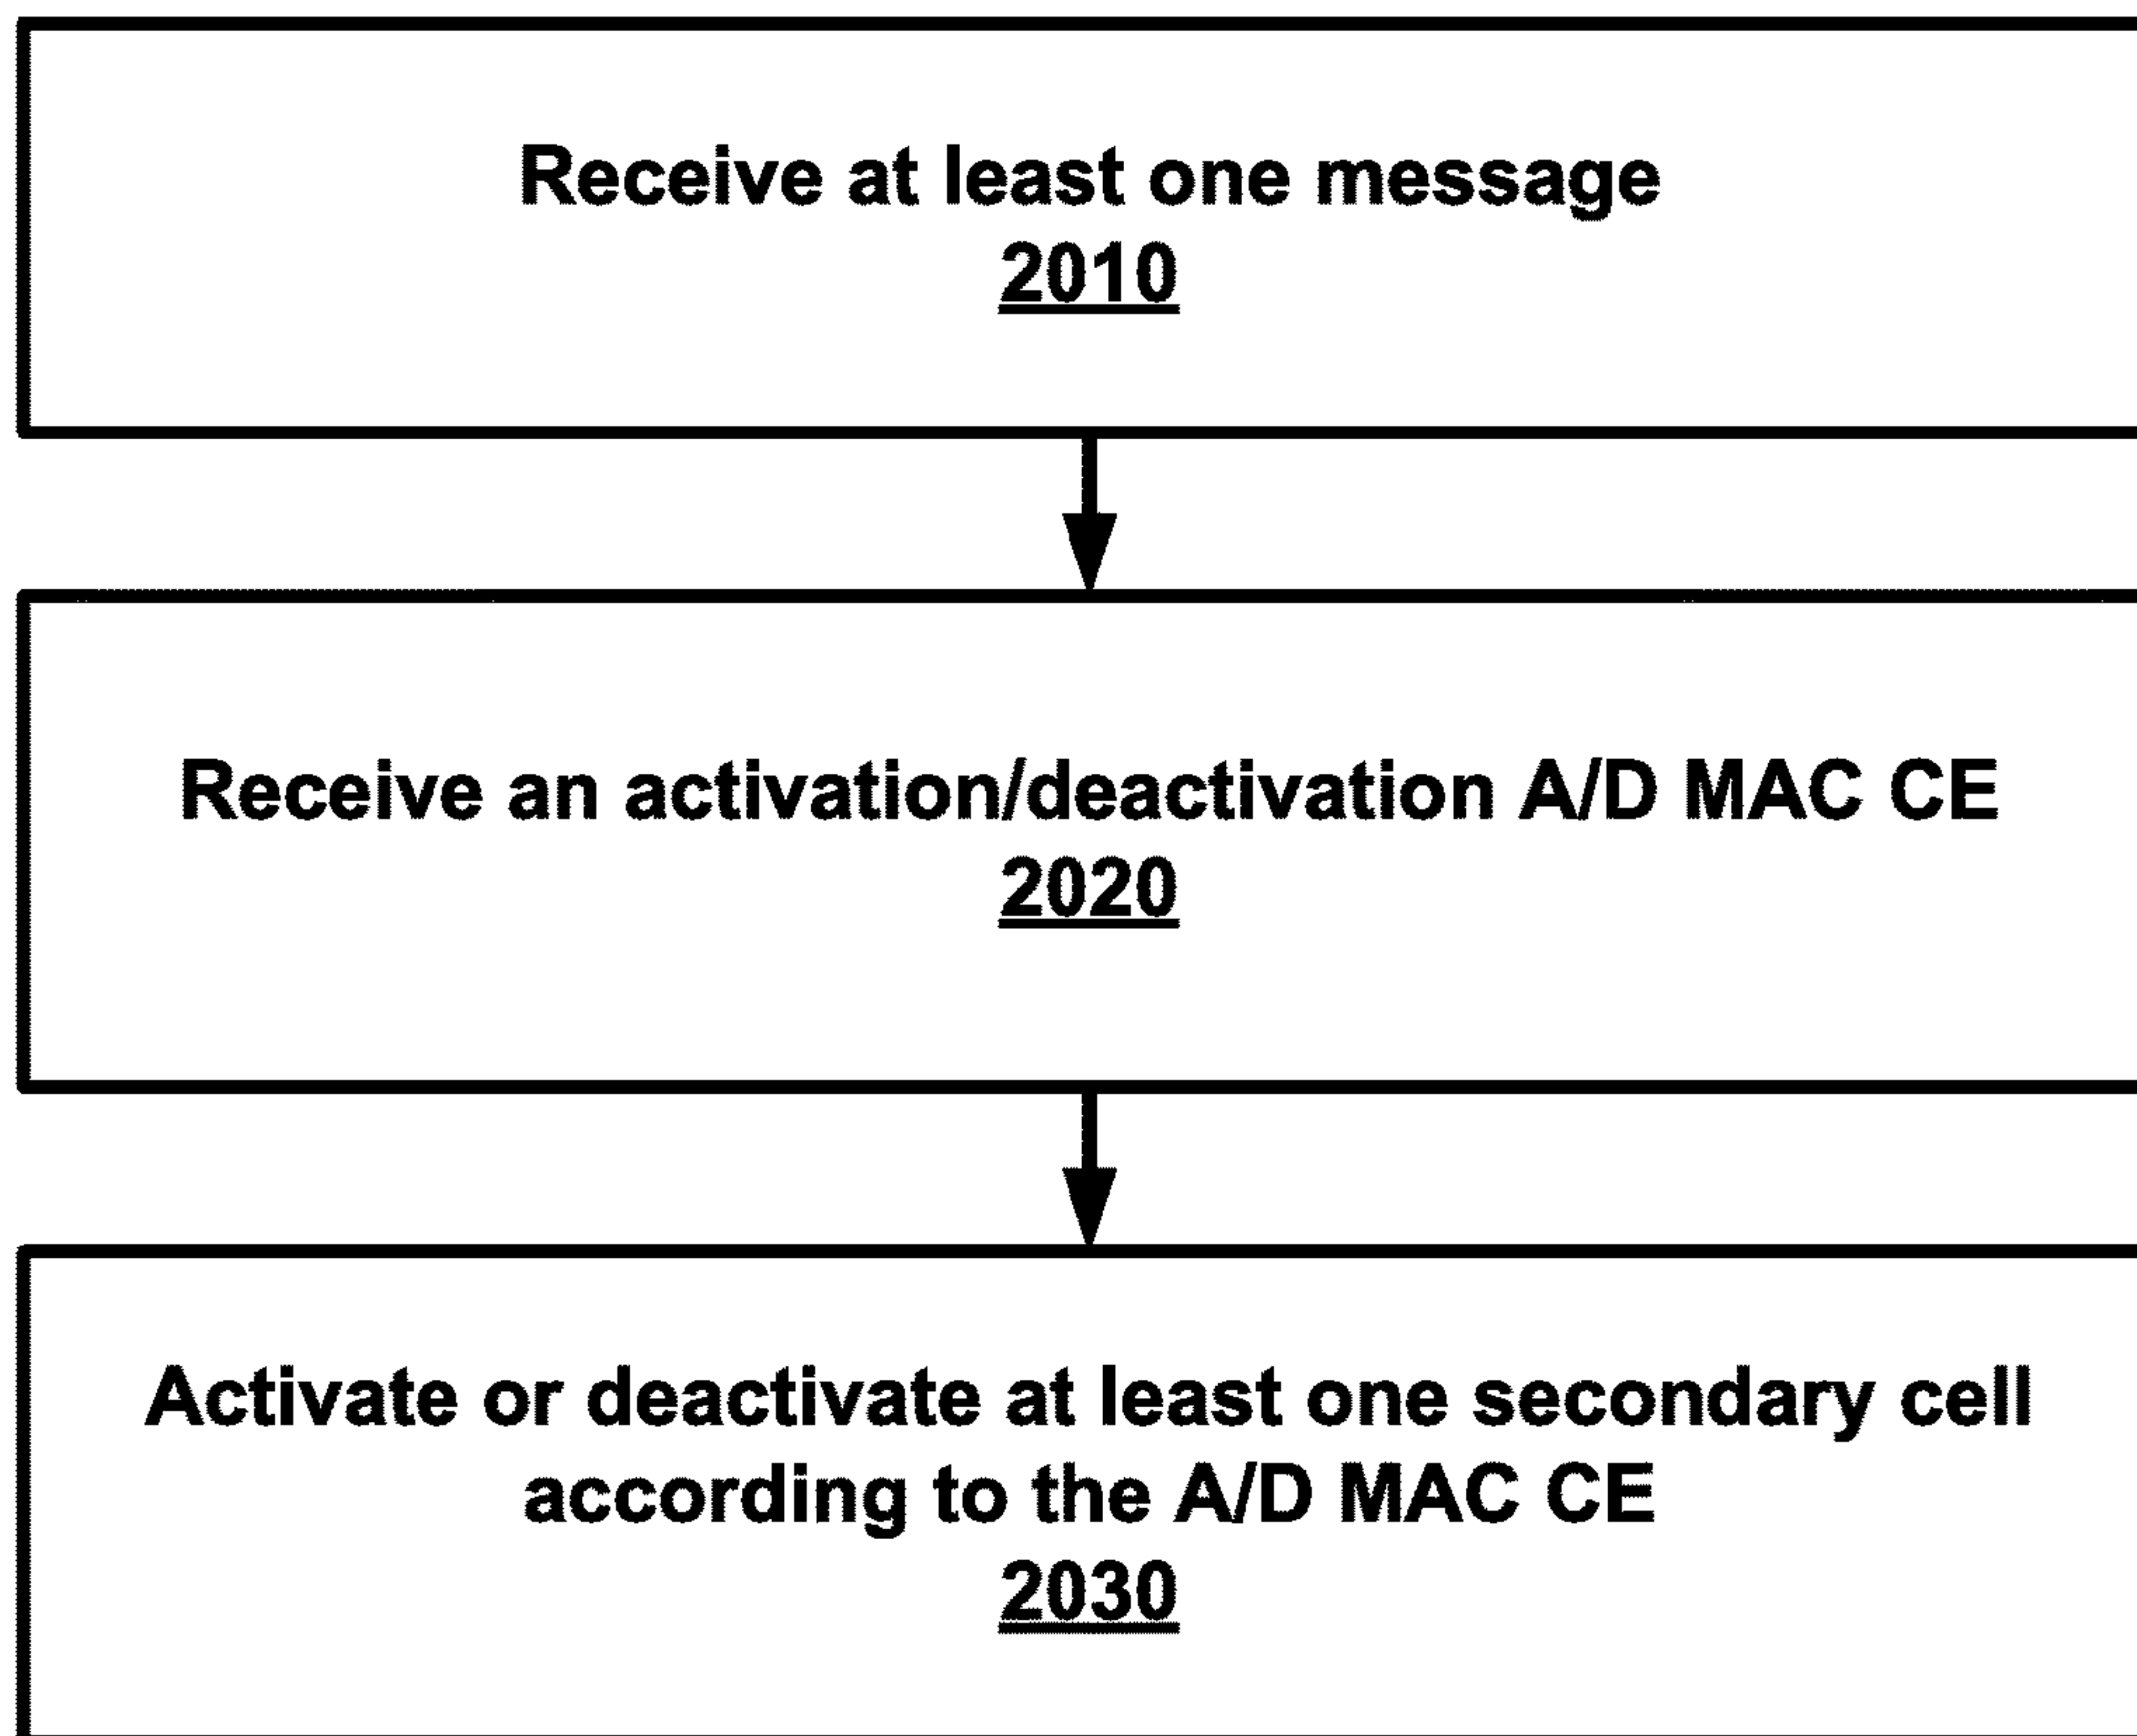 Receive at least one message
2010
Receive an activation/deactivation A/D MAC CE
2020
Activate or deactivate at least one secondary cell
according to the A/D MAC CE
2030